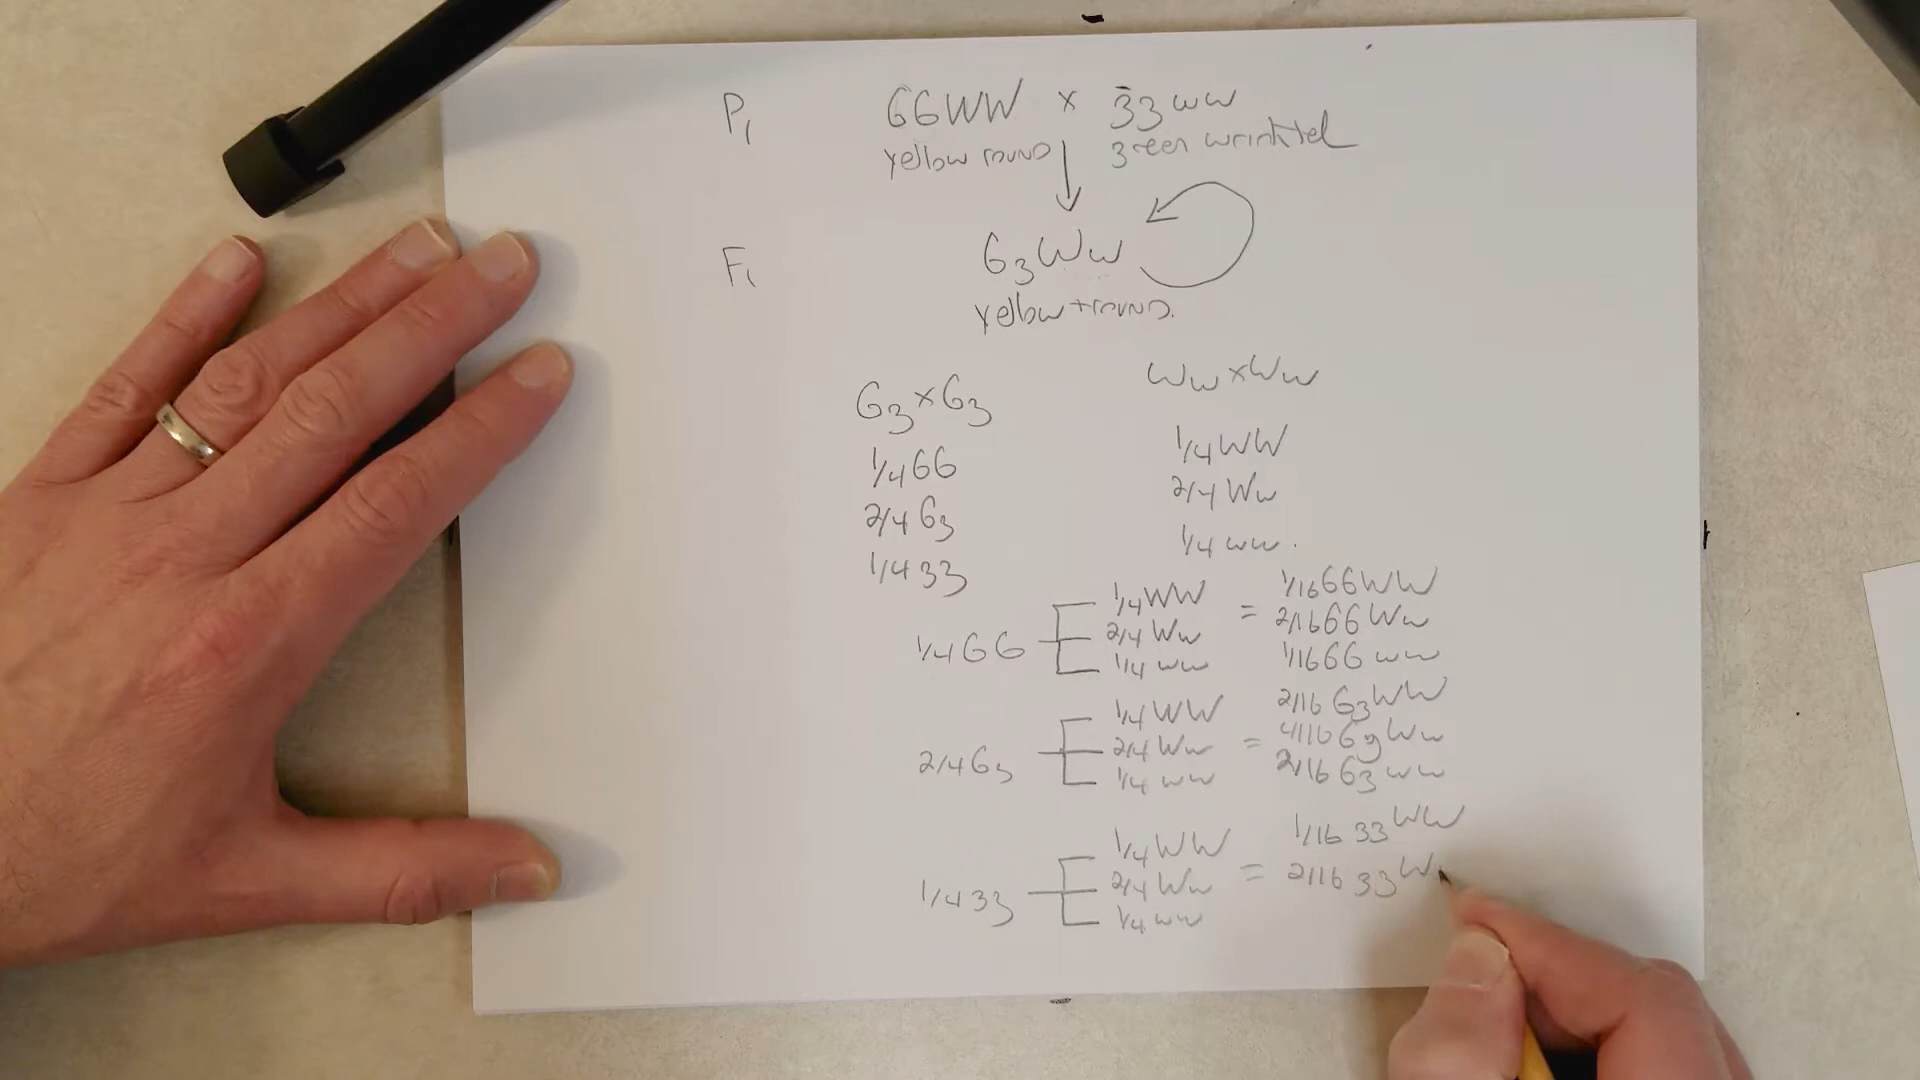 P1 GGWW x ggww
yellow round green wrinkled
F1 GgWw
yellow + round.
Gg x Gg Ww x Ww
1/4 GG 1/4 WW
2/4 Gg 2/4 Ww
1/4 gg 1/4 ww.
1/4 GG 1/4 WW = 1/16 GGWW
2/4 Ww 2/16 GGWw
1/4 ww 1/16 GGww
2/4 Gg 1/4 WW = 2/16 GgWW
2/4 Ww 4/16 GgWw
1/4 ww 2/16 Ggww
1/4 gg 1/4 WW = 1/16 ggWW
2/4 Ww 2/16 ggWw
1/4 ww